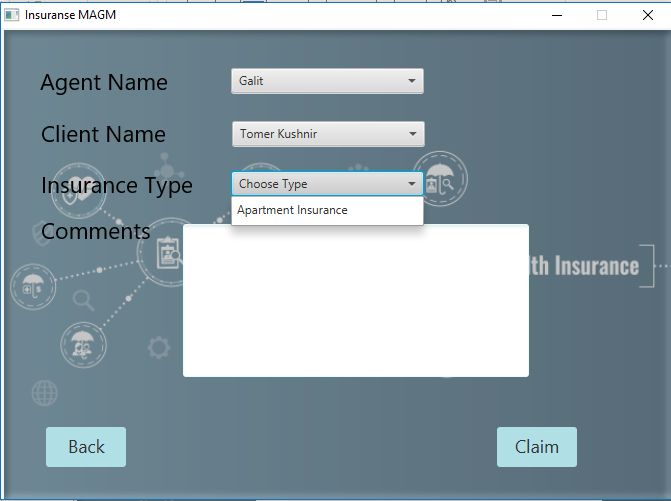 Insuranse MAGM
Agent Name
Galit
Client Name
Tomer Kushnir
Insurance Type
Choose Type
Apartment Insurance
Comments
lth Insurance
Back
Claim